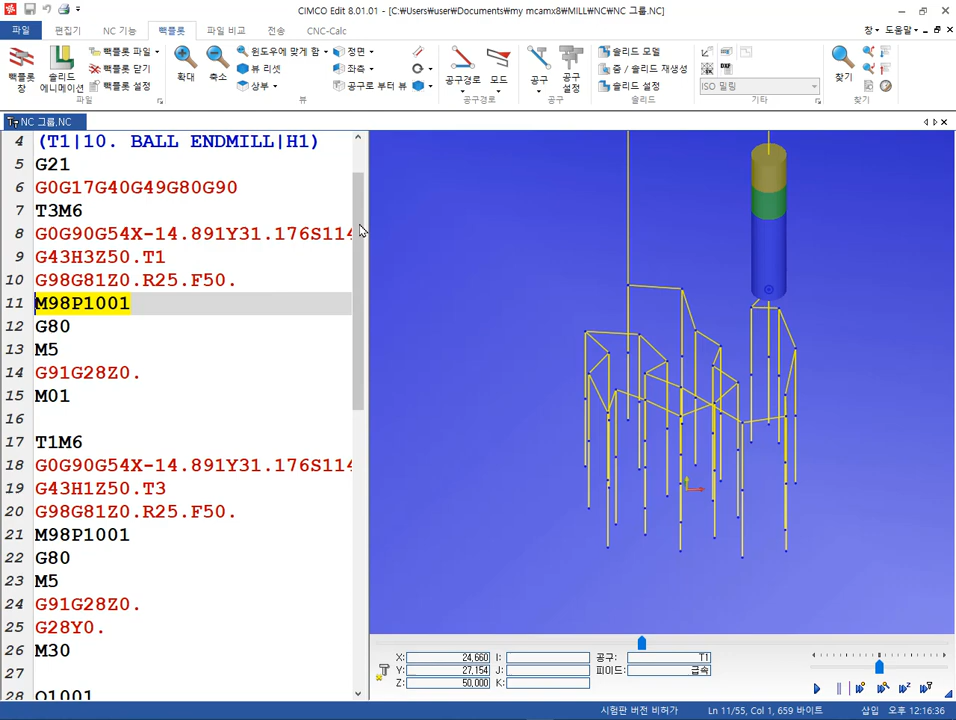 CIMCO Edit 8.01.01 - [C:\Users\user\Documents\my mcamx8\MILL\NC\NC 그룹.NC]
파일 편집기 NC 기능 백플롯 파일 비교 전송 CNC-Calc 창 도움말
백플롯 창
솔리드 에니메이션
백플롯 파일
백플롯 닫기
백플롯 설정
파일
확대
축소
윈도우에 맞게 함
뷰 리셋
상부
정면
좌측
공구로 부터 뷰
뷰
공구경로
모드
공구경로
공구
공구 설정
공구
솔리드 모델
줌 / 솔리드 재생성
솔리드 설정
솔리드
DXF
ISO 밀링
기타
찾기
찾기
NC 그룹.NC
4 (T1|10. BALL ENDMILL|H1)
5 G21
6 G0G17G40G49G80G90
7 T3M6
8 G0G90G54X-14.891Y31.176S114
9 G43H3Z50.T1
10 G98G81Z0.R25.F50.
11 M98P1001
12 G80
13 M5
14 G91G28Z0.
15 M01
16
17 T1M6
18 G0G90G54X-14.891Y31.176S114
19 G43H1Z50.T3
20 G98G81Z0.R25.F50.
21 M98P1001
22 G80
23 M5
24 G91G28Z0.
25 G28Y0.
26 M30
27
28 O1001
X: 24,660 I: 공구: T1
Y: 27,154 J: 피이드: 급속
Z: 50,000 K:
시험판 버전 비허가 Ln 11/55, Col 1, 659 바이트 삽입 오후 12:16:36